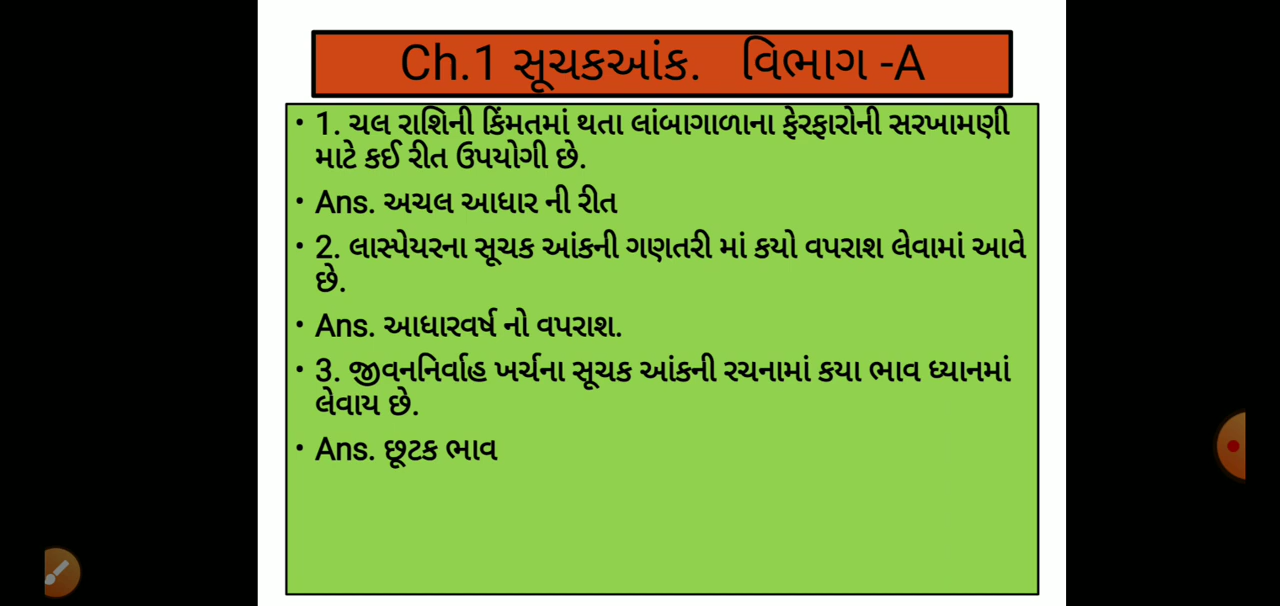 Ch.1 સૂચકઆંક. વિભાગ -A
• 1. ચલ રાશિની કિંમતમાં થતા લાંબાગાળાના ફેરફારોની સરખામણી
માટે કઈ રીત ઉપયોગી છે.
• Ans. અચલ આધાર ની રીત
• 2. લાસ્પેયરના સૂચક આંકની ગણતરી માં કયો વપરાશ લેવામાં આવે
છે.
• Ans. આધારવર્ષ નો વપરાશ.
• 3. જીવનનિર્વાહ ખર્ચના સૂચક આંકની રચનામાં કયા ભાવ ધ્યાનમાં
લેવાય છે.
• Ans. છૂટક ભાવ